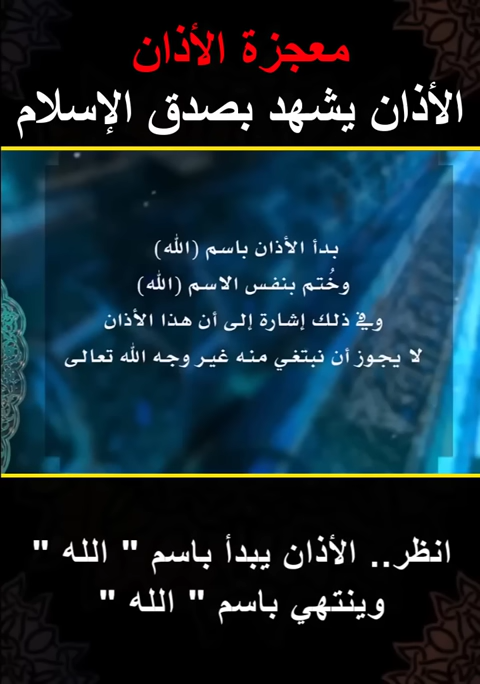 معجزة الأذان
الأذان يشهد بصدق الإسلام
بدأ الأذان باسم (الله)
وخُتم بنفس الاسم (الله)
وفي ذلك إشارة إلى أن هذا الأذان
لا يجوز أن نبتغي منه غير وجه الله تعالى
انظر.. الأذان يبدأ باسم " الله "
وينتهي باسم " الله "